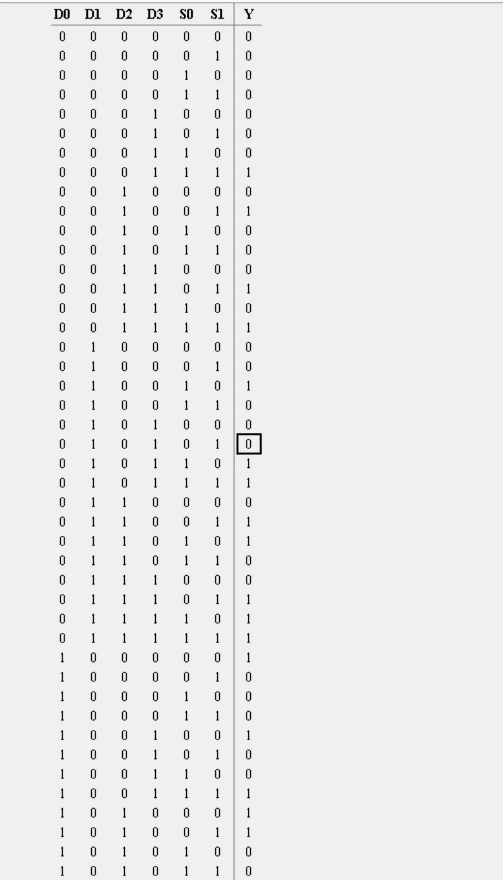 D0 D1 D2 D3 S0 S1 Y
0 0 0 0 0 0 0
0 0 0 0 0 1 0
0 0 0 0 1 0 0
0 0 0 0 1 1 0
0 0 0 1 0 0 0
0 0 0 1 0 1 0
0 0 0 1 1 0 0
0 0 0 1 1 1 1
0 0 1 0 0 0 0
0 0 1 0 0 1 1
0 0 1 0 1 0 0
0 0 1 0 1 1 0
0 0 1 1 0 0 0
0 0 1 1 0 1 1
0 0 1 1 1 0 0
0 0 1 1 1 1 1
0 1 0 0 0 0 0
0 1 0 0 0 1 0
0 1 0 0 1 0 1
0 1 0 0 1 1 0
0 1 0 1 0 0 0
0 1 0 1 0 1 0
0 1 0 1 1 0 1
0 1 0 1 1 1 1
0 1 1 0 0 0 0
0 1 1 0 0 1 1
0 1 1 0 1 0 1
0 1 1 0 1 1 0
0 1 1 1 0 0 0
0 1 1 1 0 1 1
0 1 1 1 1 0 1
0 1 1 1 1 1 1
1 0 0 0 0 0 1
1 0 0 0 0 1 0
1 0 0 0 1 0 0
1 0 0 0 1 1 0
1 0 0 1 0 0 1
1 0 0 1 0 1 0
1 0 0 1 1 0 0
1 0 0 1 1 1 1
1 0 1 0 0 0 1
1 0 1 0 0 1 1
1 0 1 0 1 0 0
1 0 1 0 1 1 0